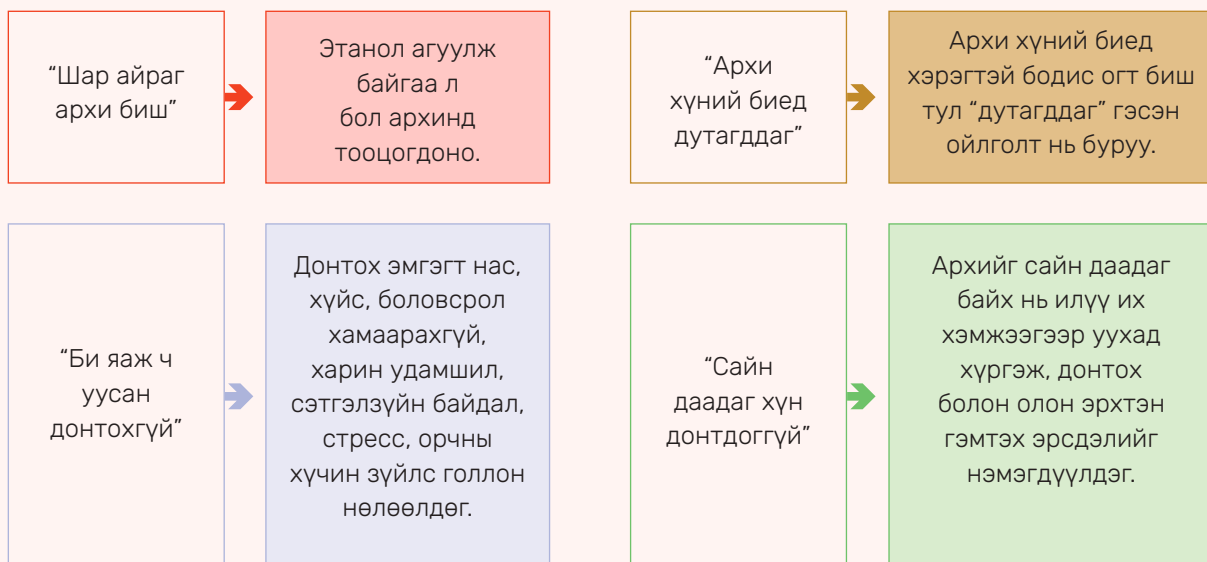 “Шар айраг
архи биш”
Этанол агуулж
байгаа л
бол архинд
тооцогдоно.
“Архи
хүний биед
дутагддаг”
Архи хүний биед
хэрэгтэй бодис огт биш
тул “дутагддаг” гэсэн
ойлголт нь буруу.
“Би яаж ч
уусан
донтохгүй”
Донтох эмгэгт нас,
хүйс, боловсрол
хамаарахгүй,
харин удамшил,
сэтгэлзүйн байдал,
стресс, орчны
хүчин зүйлс голлон
нөлөөлдөг.
“Сайн
даадаг хүн
донтдоггүй”
Архийг сайн даадаг
байх нь илүү их
хэмжээгээр уухад
хүргэж, донтох
болон олон эрхтэн
гэмтэх эрсдэлийг
нэмэгдүүлдэг.